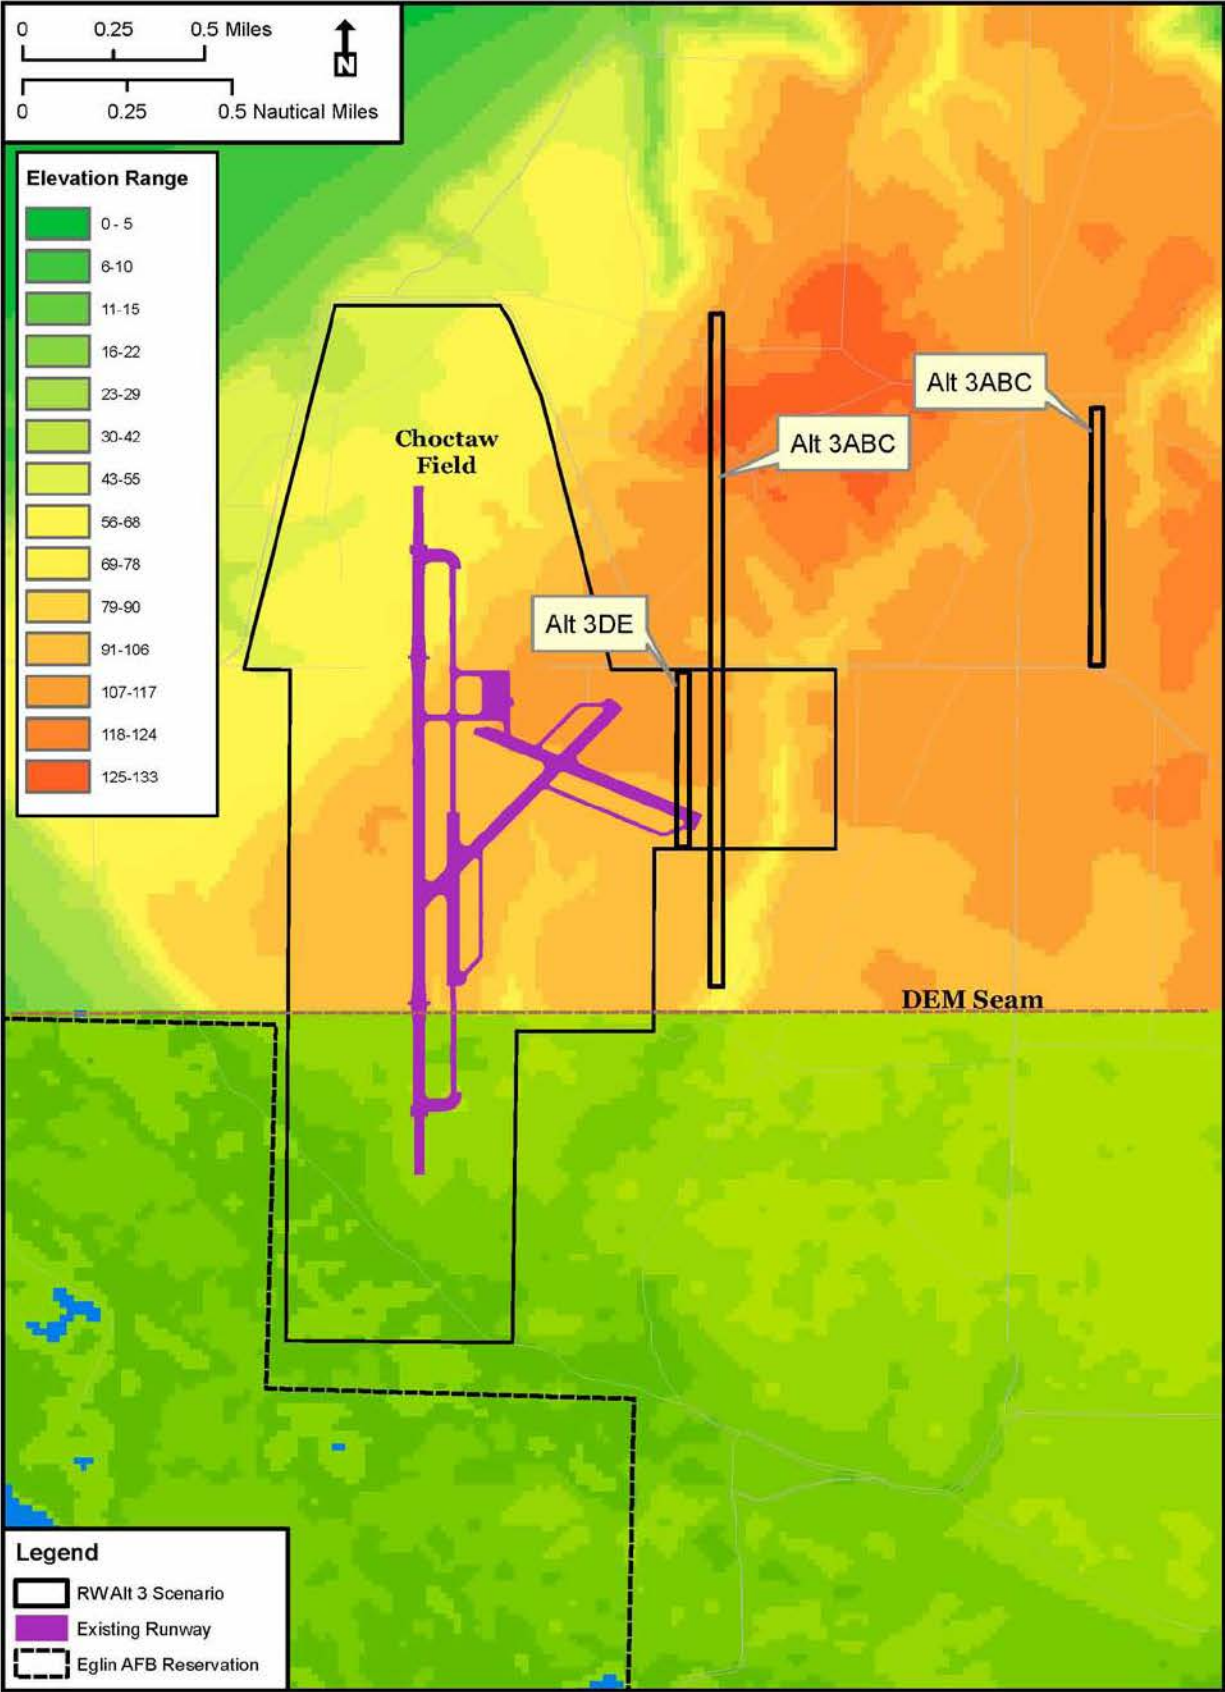 0 0.25 0.5 Miles
N
0 0.25 0.5 Nautical Miles
Elevation Range
0 - 5
6-10
11-15
16-22
23-29
30-42
43-55
56-68
69-78
79-90
91-106
107-117
118-124
125-133
Alt 3ABC
Choctaw
Field
Alt 3ABC
Alt 3DE
DEM Seam
Legend
RWAlt 3 Scenario
Existing Runway
Eglin AFB Reservation